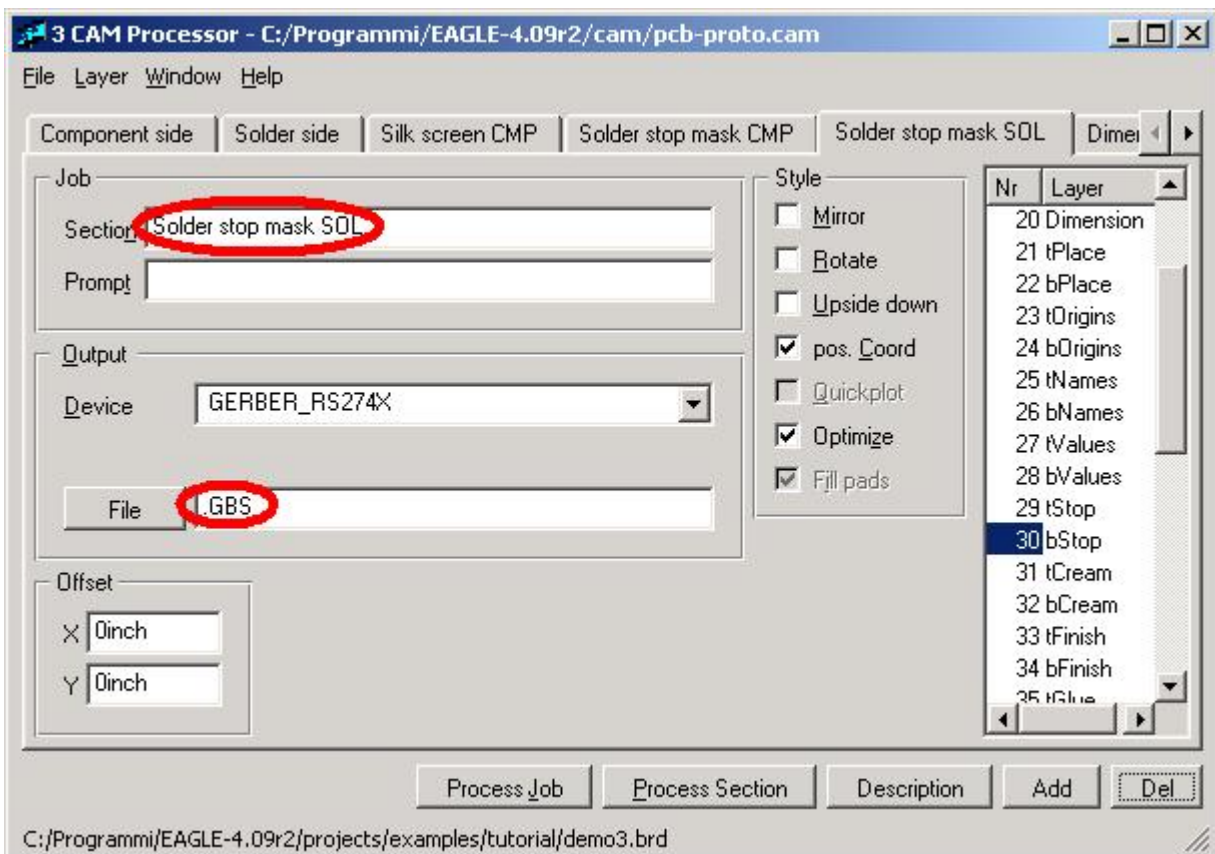 3 CAM Processor - C:/Programmi/EAGLE-4.09r2/cam/pcb-proto.cam
File Layer Window Help
Component side Solder side Silk screen CMP Solder stop mask CMP Solder stop mask SOL Dimer
Job
Section Solder stop mask SOL
Prompt
Output
Device GERBER_RS274X
File .GBS
Offset
X 0inch
Y 0inch
Style
Mirror
Rotate
Upside down
pos. Coord
Quickplot
Optimize
Fill pads
Nr Layer
20 Dimension
21 tPlace
22 bPlace
23 tOrigins
24 bOrigins
25 tNames
26 bNames
27 tValues
28 bValues
29 tStop
30 bStop
31 tCream
32 bCream
33 tFinish
34 bFinish
35 tGlue
Process Job Process Section Description Add Del
C:/Programmi/EAGLE-4.09r2/projects/examples/tutorial/demo3.brd